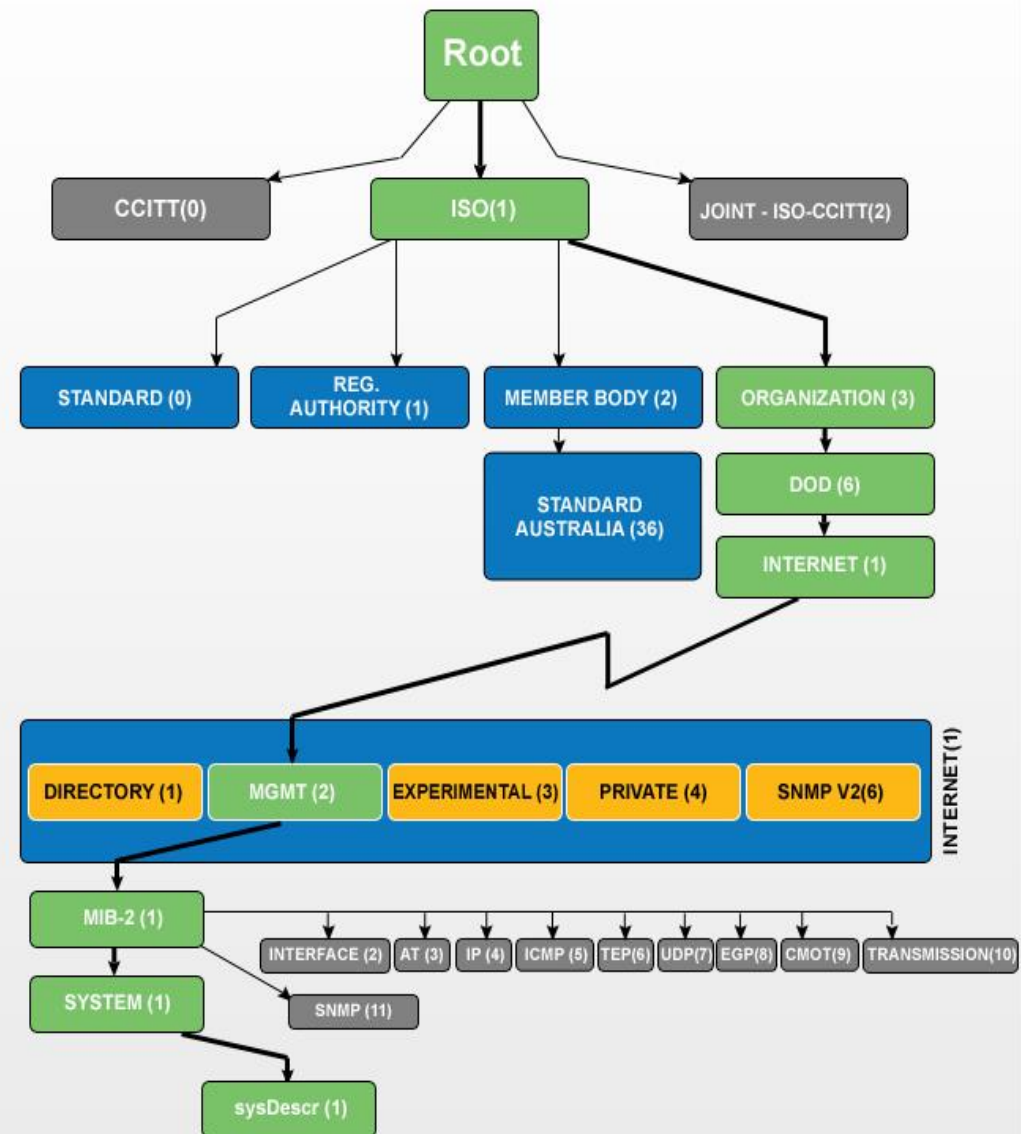 Root
CCITT(0)
ISO(1)
JOINT - ISO-CCITT(2)
STANDARD (0)
REG.
AUTHORITY (1)
MEMBER BODY (2)
ORGANIZATION (3)
STANDARD
AUSTRALIA (36)
DOD (6)
INTERNET (1)
DIRECTORY (1)
MGMT (2)
EXPERIMENTAL (3)
PRIVATE (4)
SNMP V2(6)
INTERNET(1)
MIB-2 (1)
INTERFACE (2)
AT (3)
IP (4)
ICMP (5)
TEP(6)
UDP(7)
EGP(8)
CMOT(9)
TRANSMISSION(10)
SYSTEM (1)
SNMP (11)
sysDescr (1)